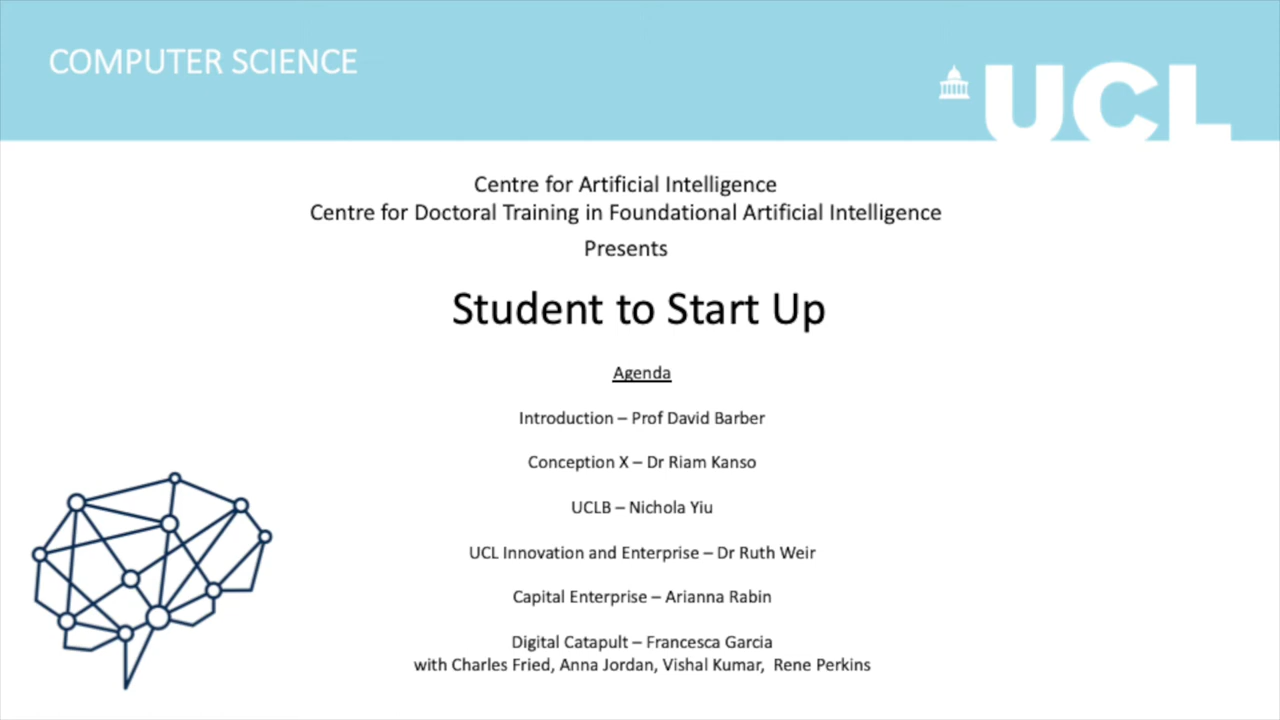 COMPUTER SCIENCE
UCL
Centre for Artificial Intelligence
Centre for Doctoral Training in Foundational Artificial Intelligence
Presents
Student to Start Up
Agenda
Introduction – Prof David Barber
Conception X – Dr Riam Kanso
UCLB – Nichola Yiu
UCL Innovation and Enterprise – Dr Ruth Weir
Capital Enterprise – Arianna Rabin
Digital Catapult – Francesca Garcia
with Charles Fried, Anna Jordan, Vishal Kumar, Rene Perkins